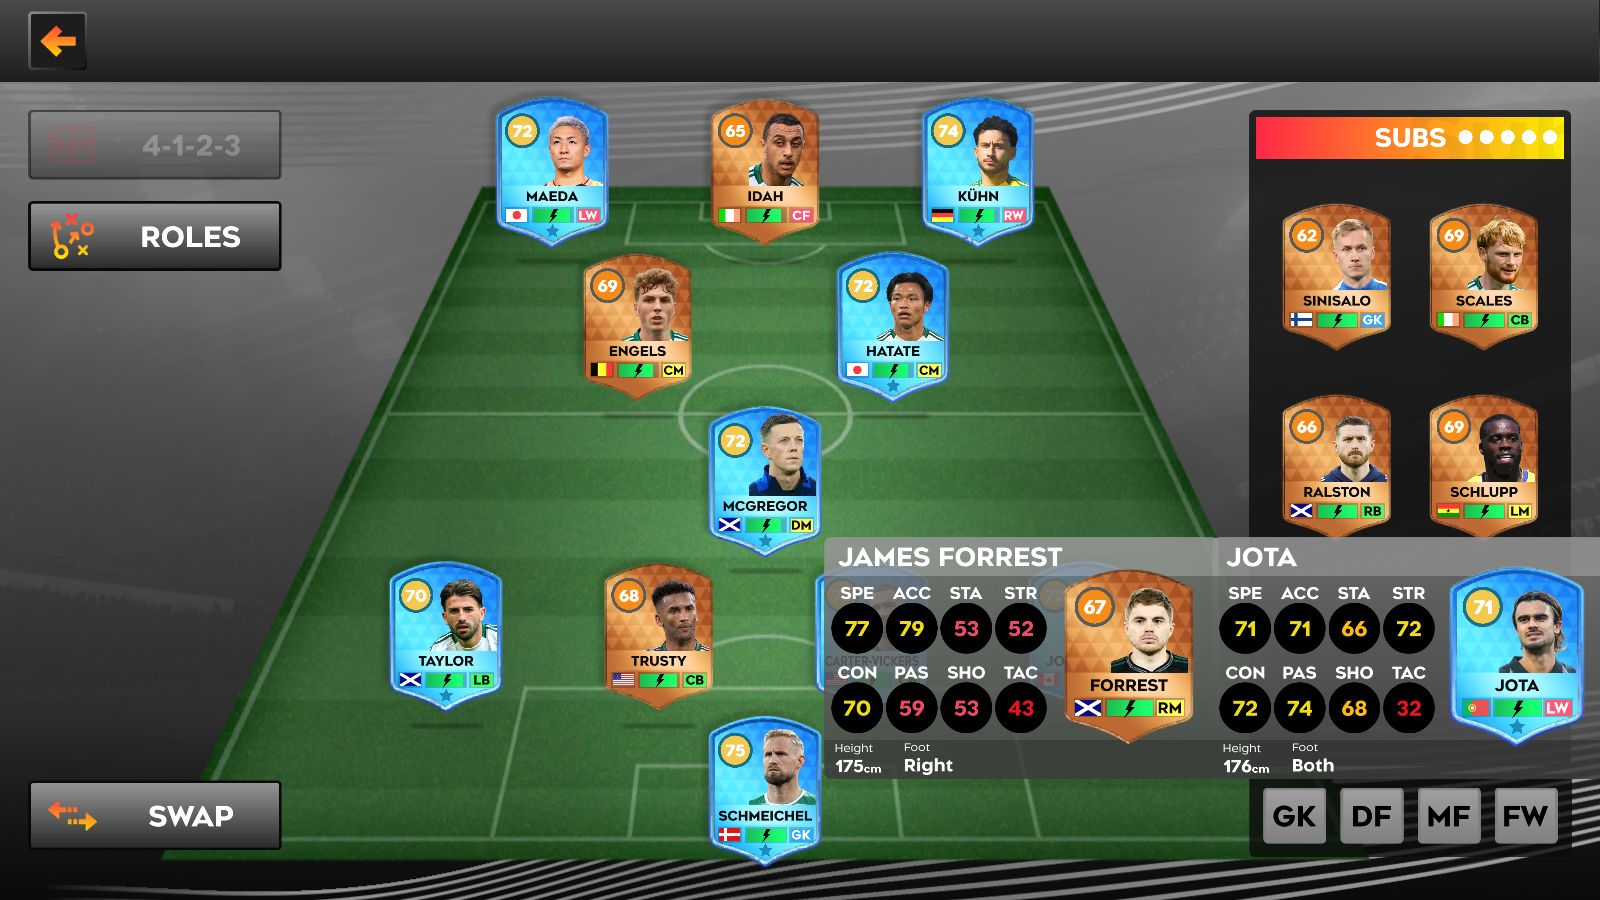 4-1-2-3
ROLES
SWAP
72
MAEDA
LW
65
IDAH
CF
74
KÜHN
RW
69
ENGELS
CM
72
HATATE
CM
72
MCGREGOR
DM
70
TAYLOR
LB
68
TRUSTY
CB
CARTER-VICKERS
JO
75
SCHMEICHEL
GK
SUBS
62
SINISALO
GK
69
SCALES
CB
66
RALSTON
RB
69
SCHLUPP
LM
JAMES FORREST
SPE ACC STA STR
77 79 53 52
CON PAS SHO TAC
70 59 53 43
Height Foot
175cm Right
67
FORREST
RM
JOTA
SPE ACC STA STR
71 71 66 72
CON PAS SHO TAC
72 74 68 32
Height Foot
176cm Both
71
JOTA
LW
GK DF MF FW